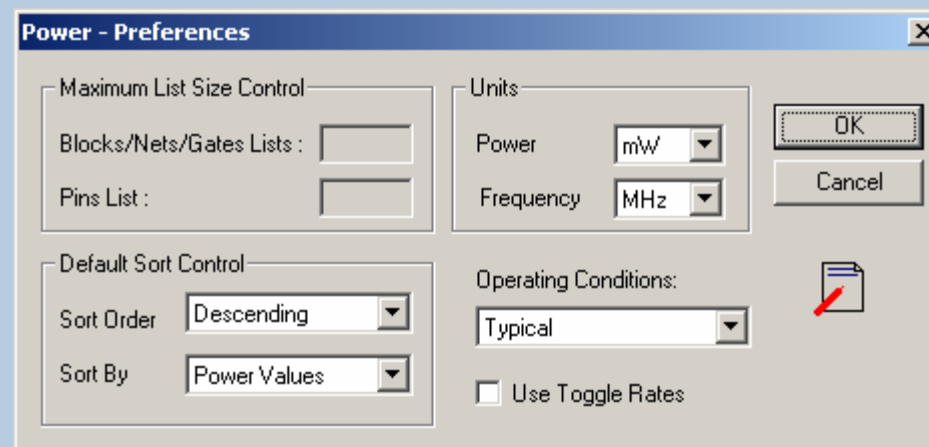 Power - Preferences
Maximum List Size Control
Blocks/Nets/Gates Lists :
Pins List :
Units
Power mW
Frequency MHz
OK
Cancel
Default Sort Control
Sort Order Descending
Sort By Power Values
Operating Conditions:
Typical
Use Toggle Rates